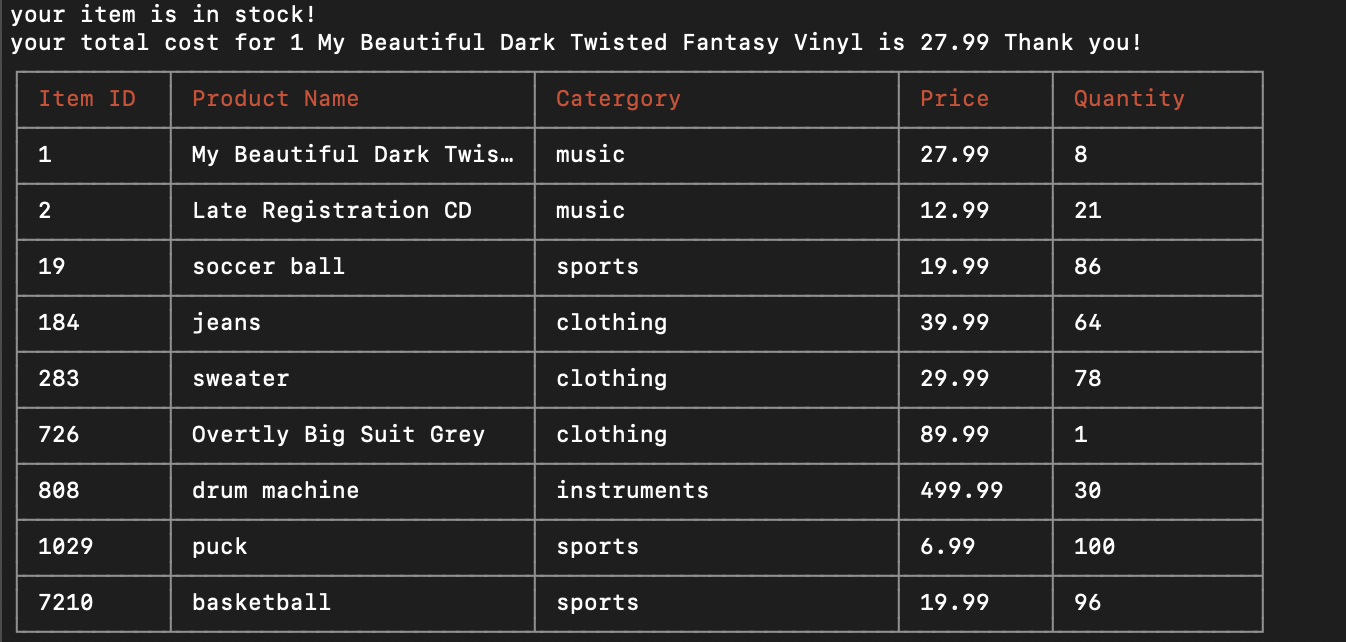 your item is in stock!
your total cost for 1 My Beautiful Dark Twisted Fantasy Vinyl is 27.99 Thank you!
Item ID Product Name Catergory Price Quantity
1 My Beautiful Dark Twis… music 27.99 8
2 Late Registration CD music 12.99 21
19 soccer ball sports 19.99 86
184 jeans clothing 39.99 64
283 sweater clothing 29.99 78
726 Overtly Big Suit Grey clothing 89.99 1
808 drum machine instruments 499.99 30
1029 puck sports 6.99 100
7210 basketball sports 19.99 96